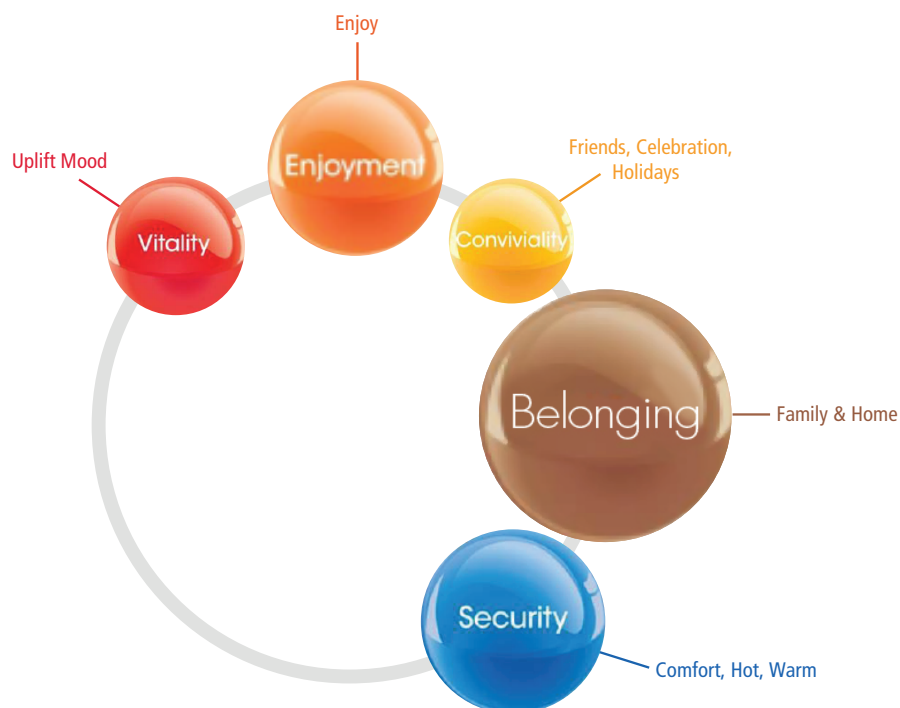 Enjoy
Enjoyment
Uplift Mood
Vitality
Friends, Celebration,
Holidays
Conviviality
Belonging
Family & Home
Security
Comfort, Hot, Warm